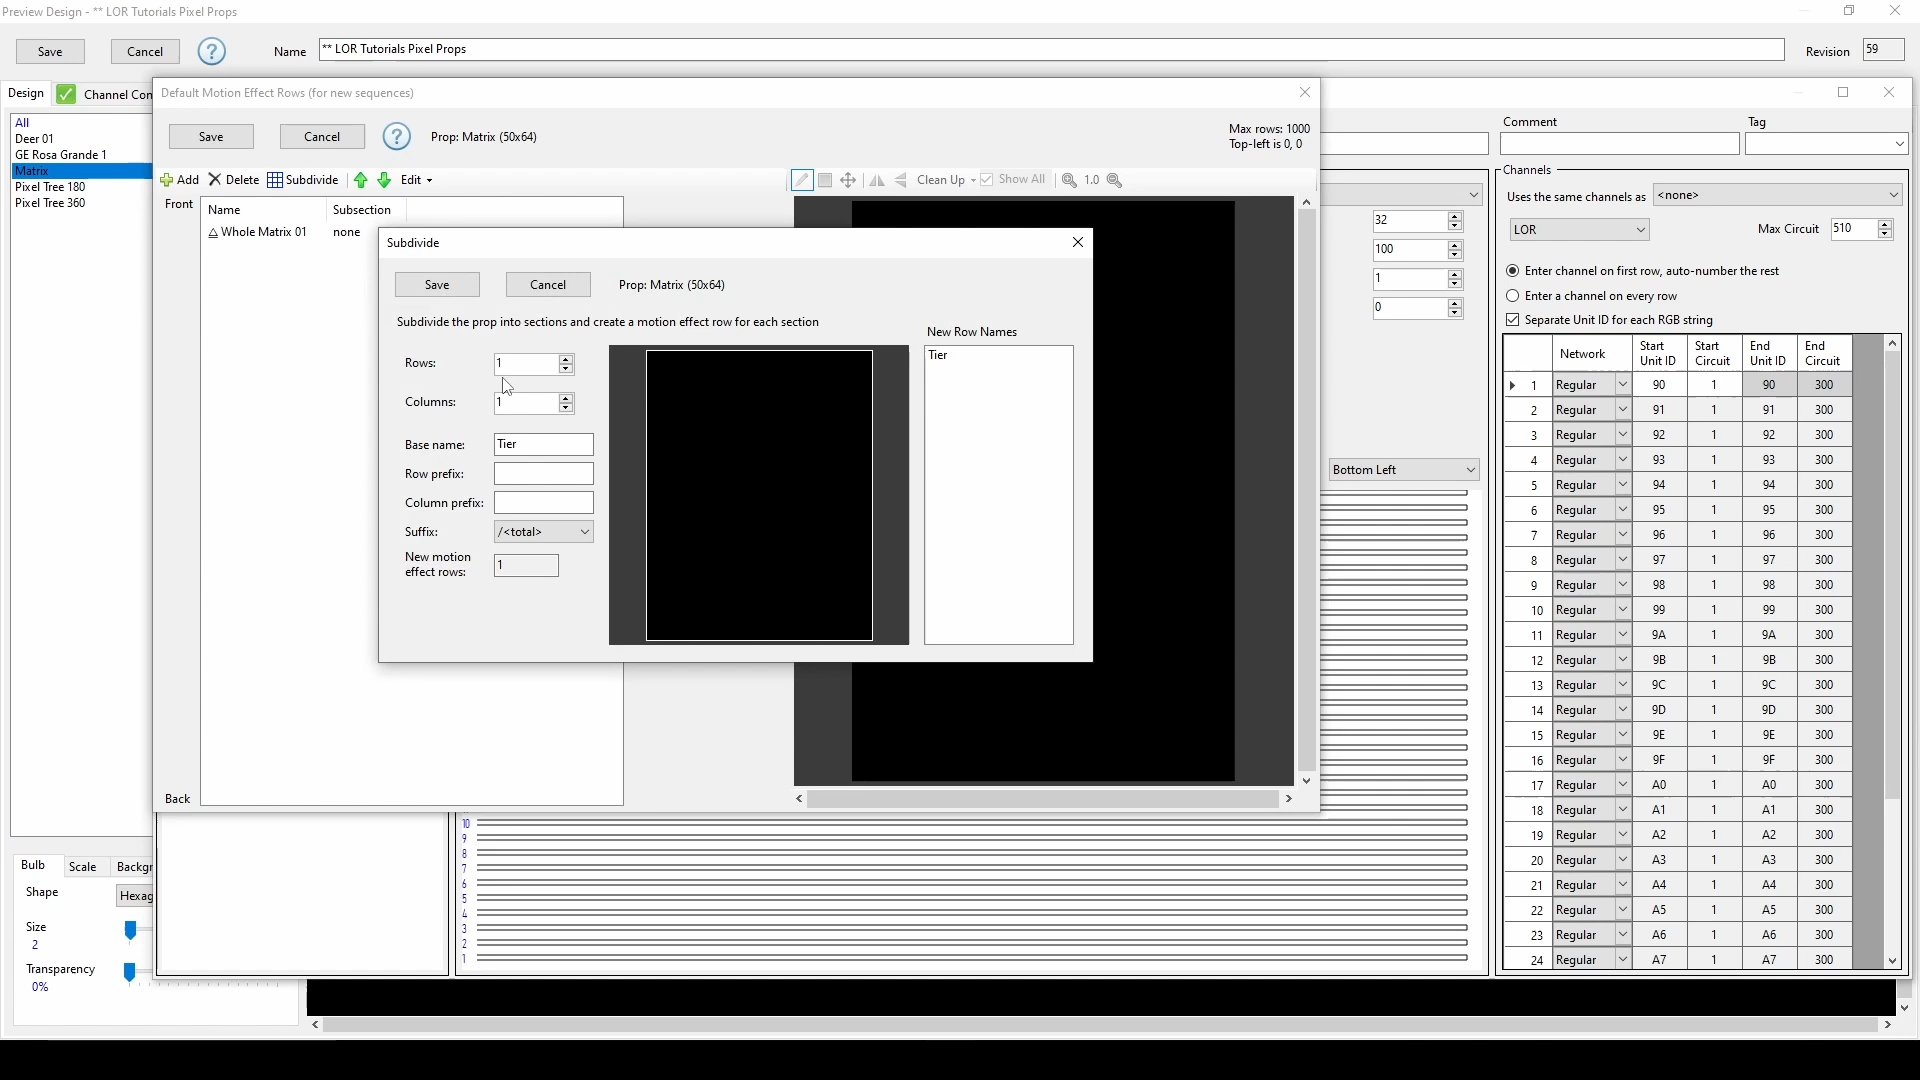 Preview Design - ** LOR Tutorials Pixel Props
Save
Cancel
?
Name
** LOR Tutorials Pixel Props
Revision
59
Design
Channel Con
All
Deer 01
GE Rosa Grande 1
Matrix
Pixel Tree 180
Pixel Tree 360
Default Motion Effect Rows (for new sequences)
Save
Cancel
?
Prop: Matrix (50x64)
Max rows: 1000
Top-left is 0, 0
Add
Delete
Subdivide
Edit
Clean Up
Show All
1.0
Front
Name
Subsection
Whole Matrix 01
none
Back
Subdivide
Save
Cancel
Prop: Matrix (50x64)
Subdivide the prop into sections and create a motion effect row for each section
New Row Names
Tier
Rows:
1
Columns:
1
Base name:
Tier
Row prefix:
Column prefix:
Suffix:
/<total>
New motion
effect rows:
1
32
100
1
0
Bottom Left
10
9
8
7
6
5
4
3
2
1
Comment
Tag
Channels
Uses the same channels as
<none>
LOR
Max Circuit
510
Enter channel on first row, auto-number the rest
Enter a channel on every row
Separate Unit ID for each RGB string
Network
Start
Unit ID
Start
Circuit
End
Unit ID
End
Circuit
1 Regular 90 1 90 300
2 Regular 91 1 91 300
3 Regular 92 1 92 300
4 Regular 93 1 93 300
5 Regular 94 1 94 300
6 Regular 95 1 95 300
7 Regular 96 1 96 300
8 Regular 97 1 97 300
9 Regular 98 1 98 300
10 Regular 99 1 99 300
11 Regular 9A 1 9A 300
12 Regular 9B 1 9B 300
13 Regular 9C 1 9C 300
14 Regular 9D 1 9D 300
15 Regular 9E 1 9E 300
16 Regular 9F 1 9F 300
17 Regular A0 1 A0 300
18 Regular A1 1 A1 300
19 Regular A2 1 A2 300
20 Regular A3 1 A3 300
21 Regular A4 1 A4 300
22 Regular A5 1 A5 300
23 Regular A6 1 A6 300
24 Regular A7 1 A7 300
Bulb
Scale
Backgr
Shape
Hexag
Size
2
Transparency
0%